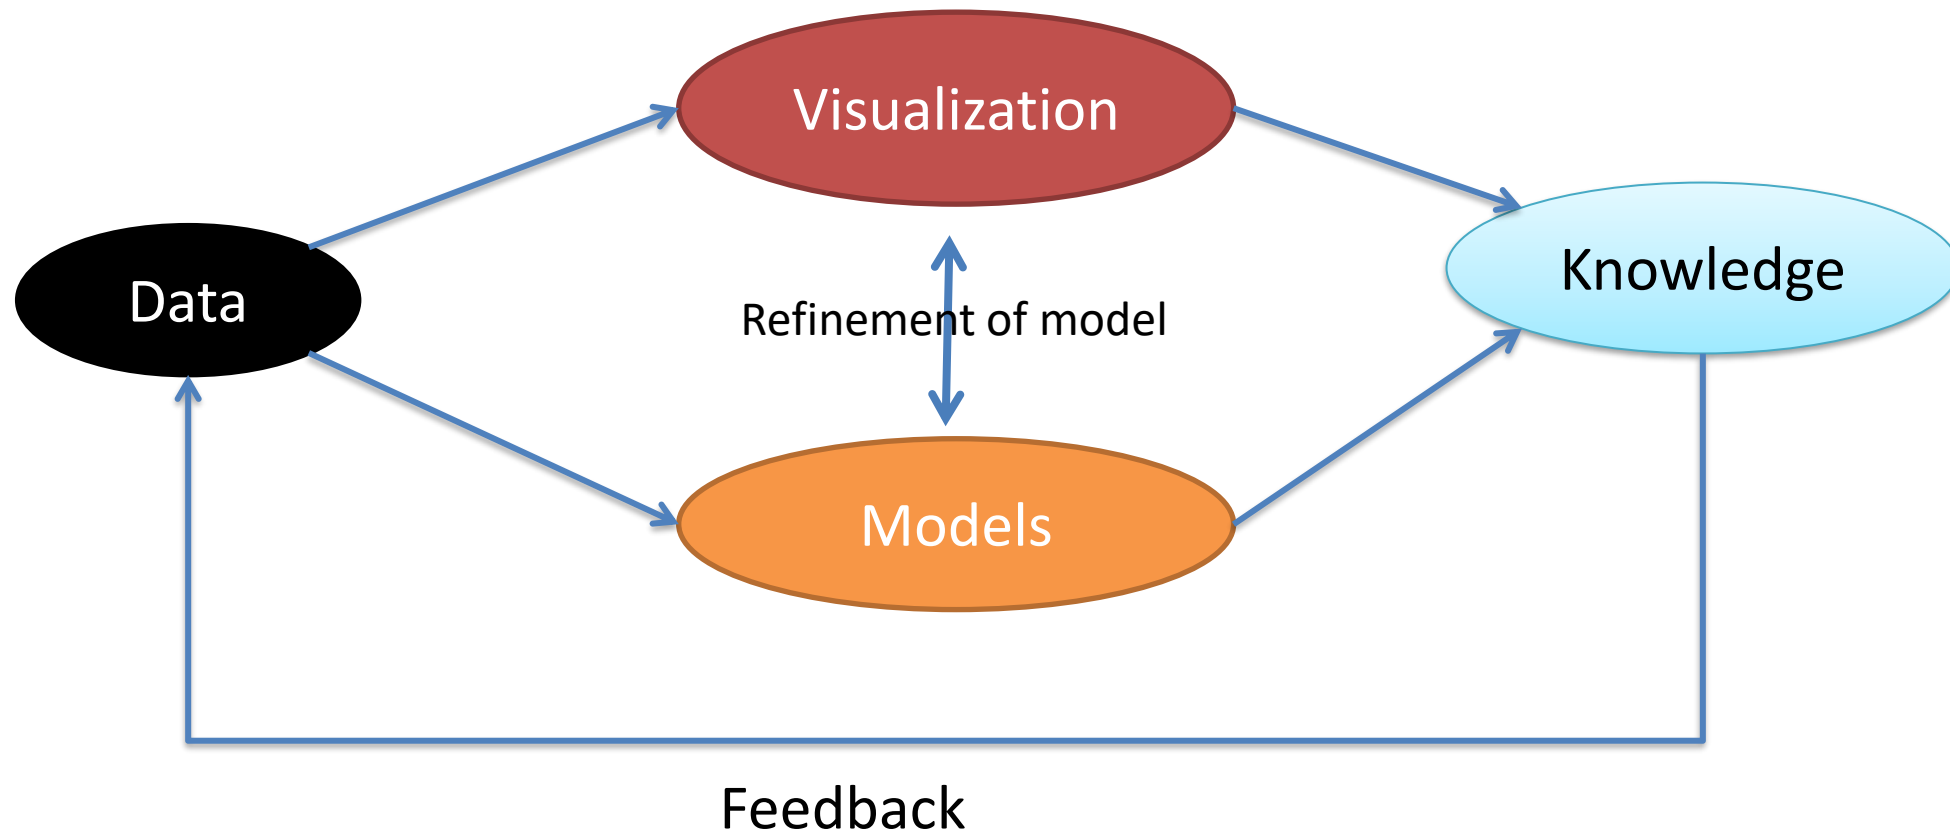 Visualization
Data
Knowledge
Refinement of model
Models
Feedback